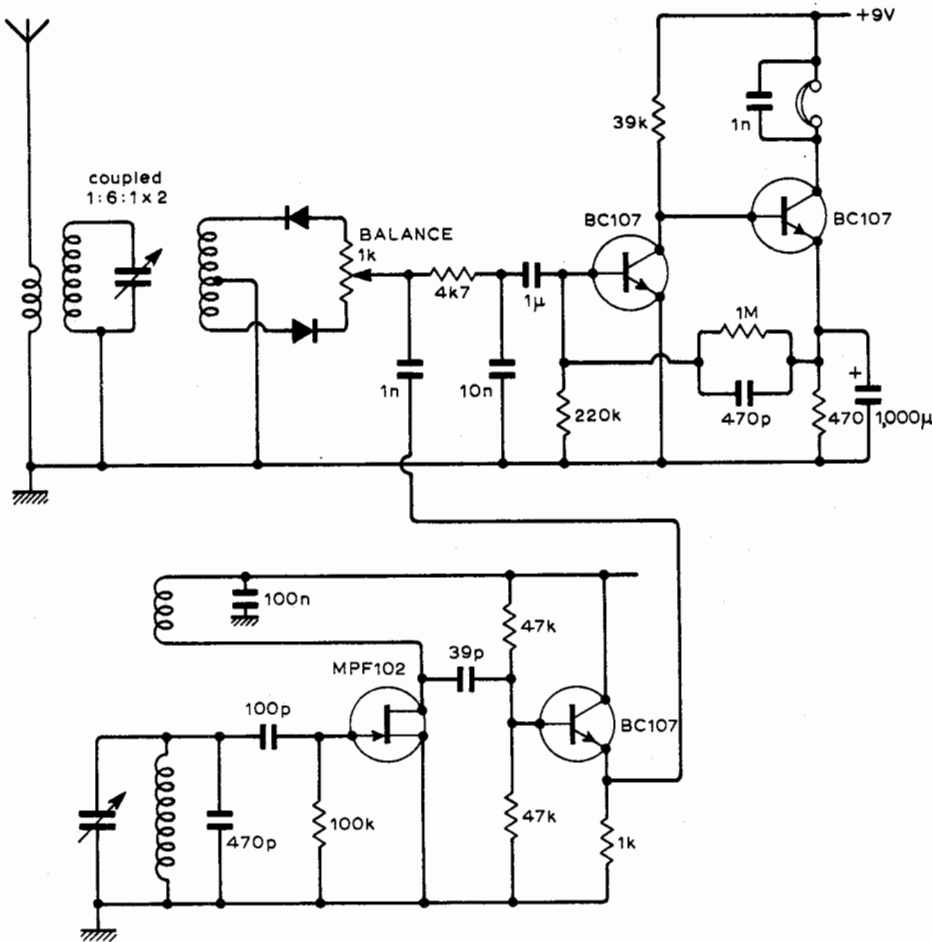 +9V
39k
1n
coupled
1:6:1x2
BC107
BC107
BALANCE
1k
4k7
1μ
1M
1n
10n
220k
470p
+
470
1,000μ
100n
47k
39p
MPF102
100p
BC107
470p
100k
47k
1k